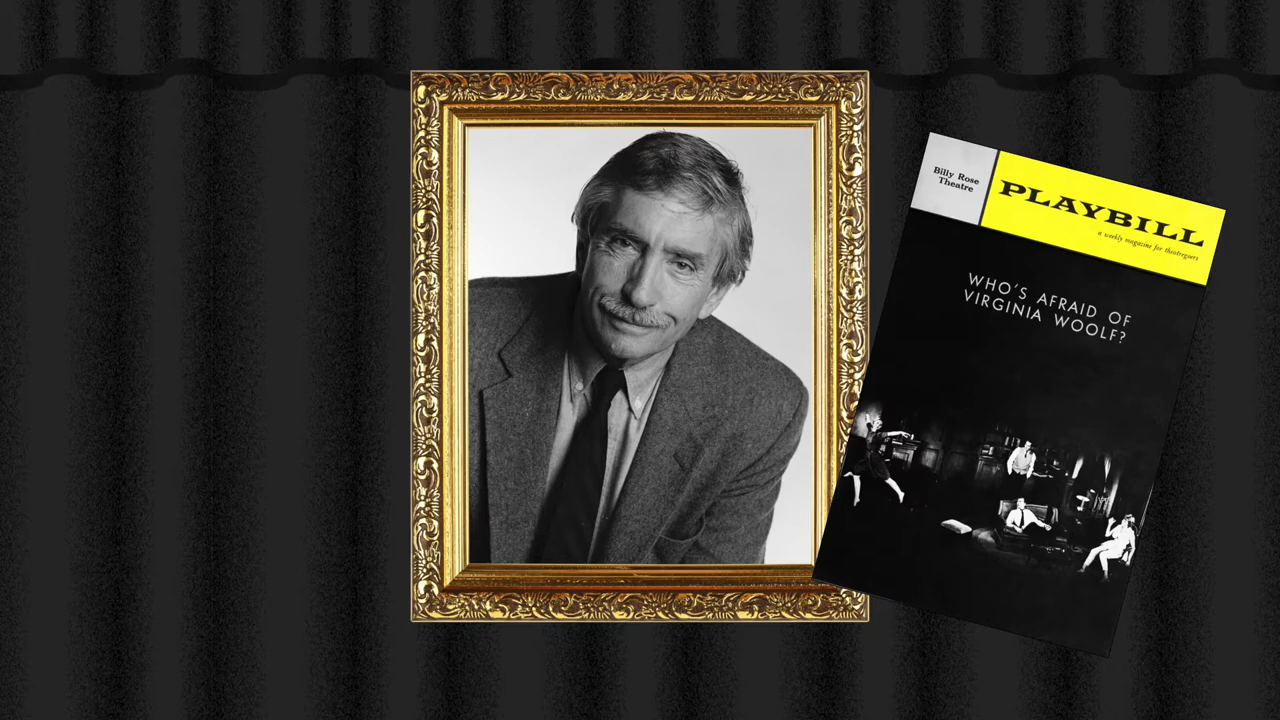 Billy Rose
Theatre
PLAYBILL
a weekly magazine for theatregoers
WHO'S AFRAID OF
VIRGINIA WOOLF?